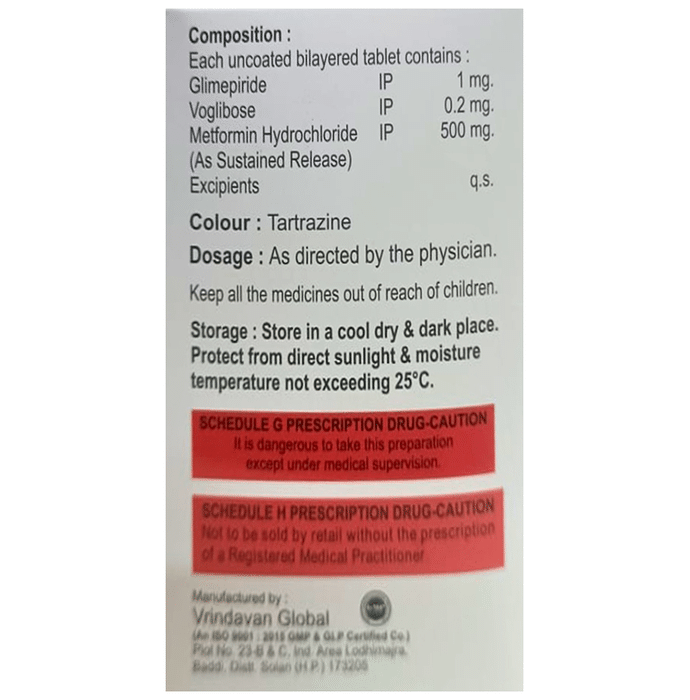 Composition :
Each uncoated bilayered tablet contains :
Glimepiride IP 1 mg.
Voglibose IP 0.2 mg.
Metformin Hydrochloride IP 500 mg.
(As Sustained Release)
Excipients q.s.
Colour : Tartrazine
Dosage : As directed by the physician.
Keep all the medicines out of reach of children.
Storage : Store in a cool dry & dark place.
Protect from direct sunlight & moisture
temperature not exceeding 25°C.
SCHEDULE G PRESCRIPTION DRUG-CAUTION
It is dangerous to take this preparation
except under medical supervision.
SCHEDULE H PRESCRIPTION DRUG-CAUTION
Not to be sold by retail without the prescription
of a Registered Medical Practitioner
Manufactured by :
Vrindavan Global
(An ISO 9001 : 2015 GMP & GLP Certified Co.)
Plot No. 23-B & C, Ind. Area Lodhimajra,
Baddi, Distt. Solan (H.P.) 173205